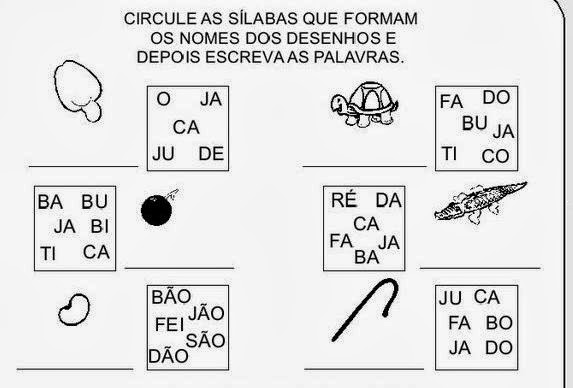 CIRCULE AS SÍLABAS QUE FORMAM
OS NOMES DOS DESENHOS E
DEPOIS ESCREVA AS PALAVRAS.
O JA
CA
JU DE
FA DO
BU JA
TI CO
BA BU
JA BI
TI CA
RÉ DA
CA
FA JA
BA
BÃO
JÃO
FEI
SÃO
DÃO
JU CA
FA BO
JA DO